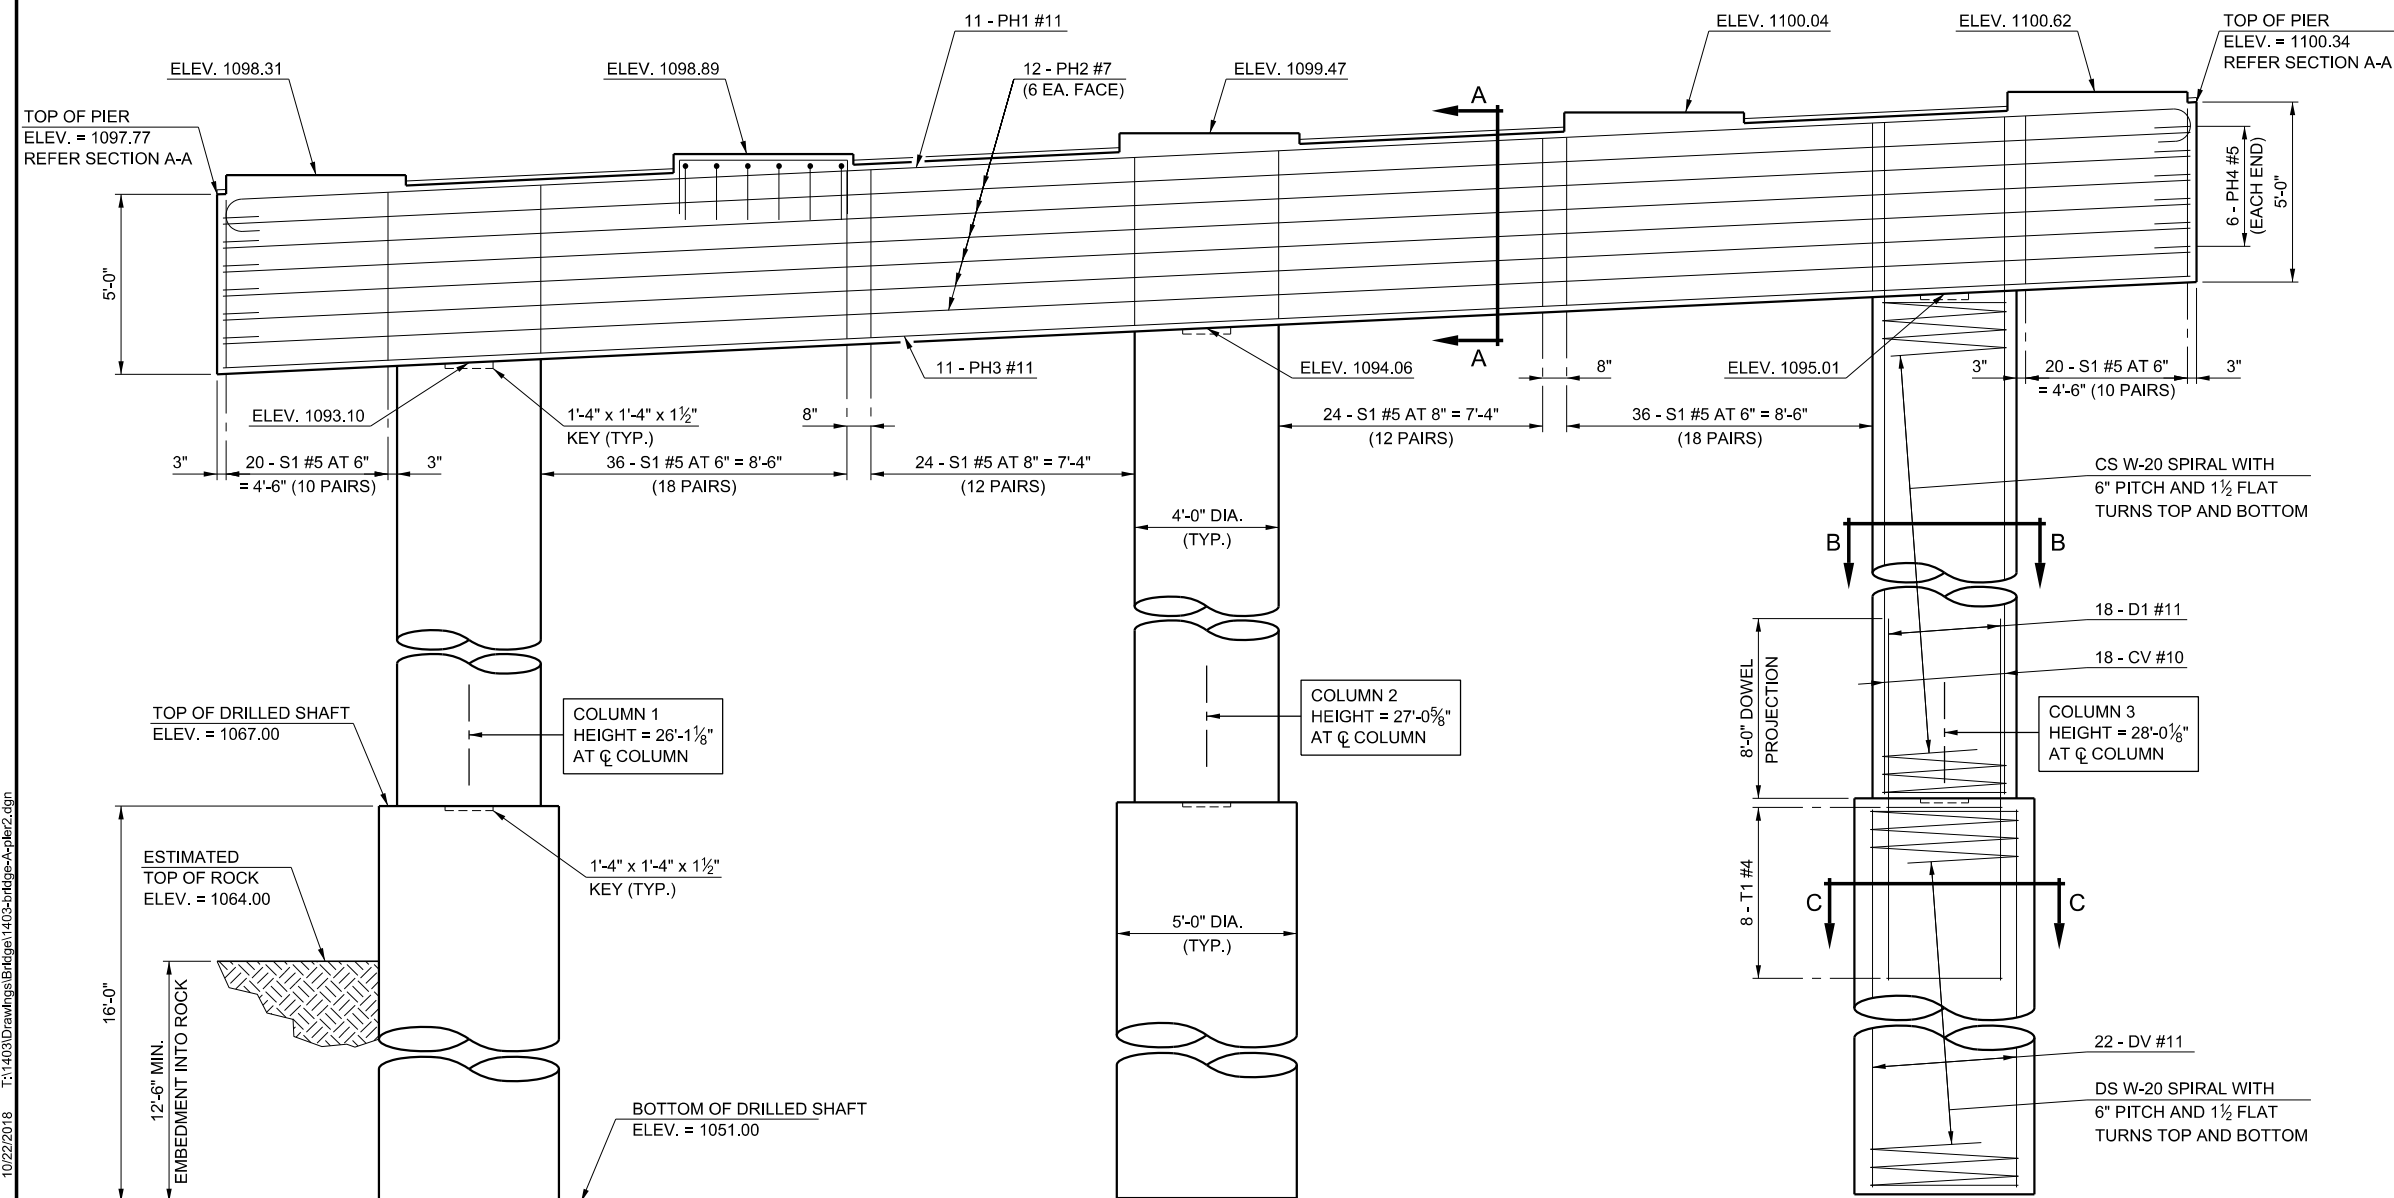 11 - PH1 #11
ELEV. 1100.04
ELEV. 1100.62
TOP OF PIER
ELEV. = 1100.34
REFER SECTION A-A
ELEV. 1098.31
ELEV. 1098.89
12 - PH2 #7
(6 EA. FACE)
ELEV. 1099.47
A
TOP OF PIER
ELEV. = 1097.77
REFER SECTION A-A
6 - PH4 #5
(EACH END)
5'-0"
5'-0"
A
11 - PH3 #11
ELEV. 1094.06
8"
ELEV. 1095.01
3"
20 - S1 #5 AT 6"
= 4'-6" (10 PAIRS)
3"
ELEV. 1093.10
1'-4" x 1'-4" x 1½"
KEY (TYP.)
8"
24 - S1 #5 AT 8" = 7'-4"
(12 PAIRS)
36 - S1 #5 AT 6" = 8'-6"
(18 PAIRS)
3"
20 - S1 #5 AT 6"
= 4'-6" (10 PAIRS)
3"
36 - S1 #5 AT 6" = 8'-6"
(18 PAIRS)
24 - S1 #5 AT 8" = 7'-4"
(12 PAIRS)
CS W-20 SPIRAL WITH
6" PITCH AND 1½ FLAT
TURNS TOP AND BOTTOM
4'-0" DIA.
(TYP.)
B
B
18 - D1 #11
8'-0" DOWEL
PROJECTION
18 - CV #10
TOP OF DRILLED SHAFT
ELEV. = 1067.00
COLUMN 1
HEIGHT = 26'-1⅛"
AT ℄ COLUMN
COLUMN 2
HEIGHT = 27'-0⅝"
AT ℄ COLUMN
COLUMN 3
HEIGHT = 28'-0⅛"
AT ℄ COLUMN
ESTIMATED
TOP OF ROCK
ELEV. = 1064.00
1'-4" x 1'-4" x 1½"
KEY (TYP.)
8 - T1 #4
C
C
5'-0" DIA.
(TYP.)
16'-0"
12'-6" MIN.
EMBEDMENT INTO ROCK
22 - DV #11
BOTTOM OF DRILLED SHAFT
ELEV. = 1051.00
DS W-20 SPIRAL WITH
6" PITCH AND 1½ FLAT
TURNS TOP AND BOTTOM
10/22/2018 T:\1403\Drawings\Bridge\1403-bridge-A-pier2.dgn